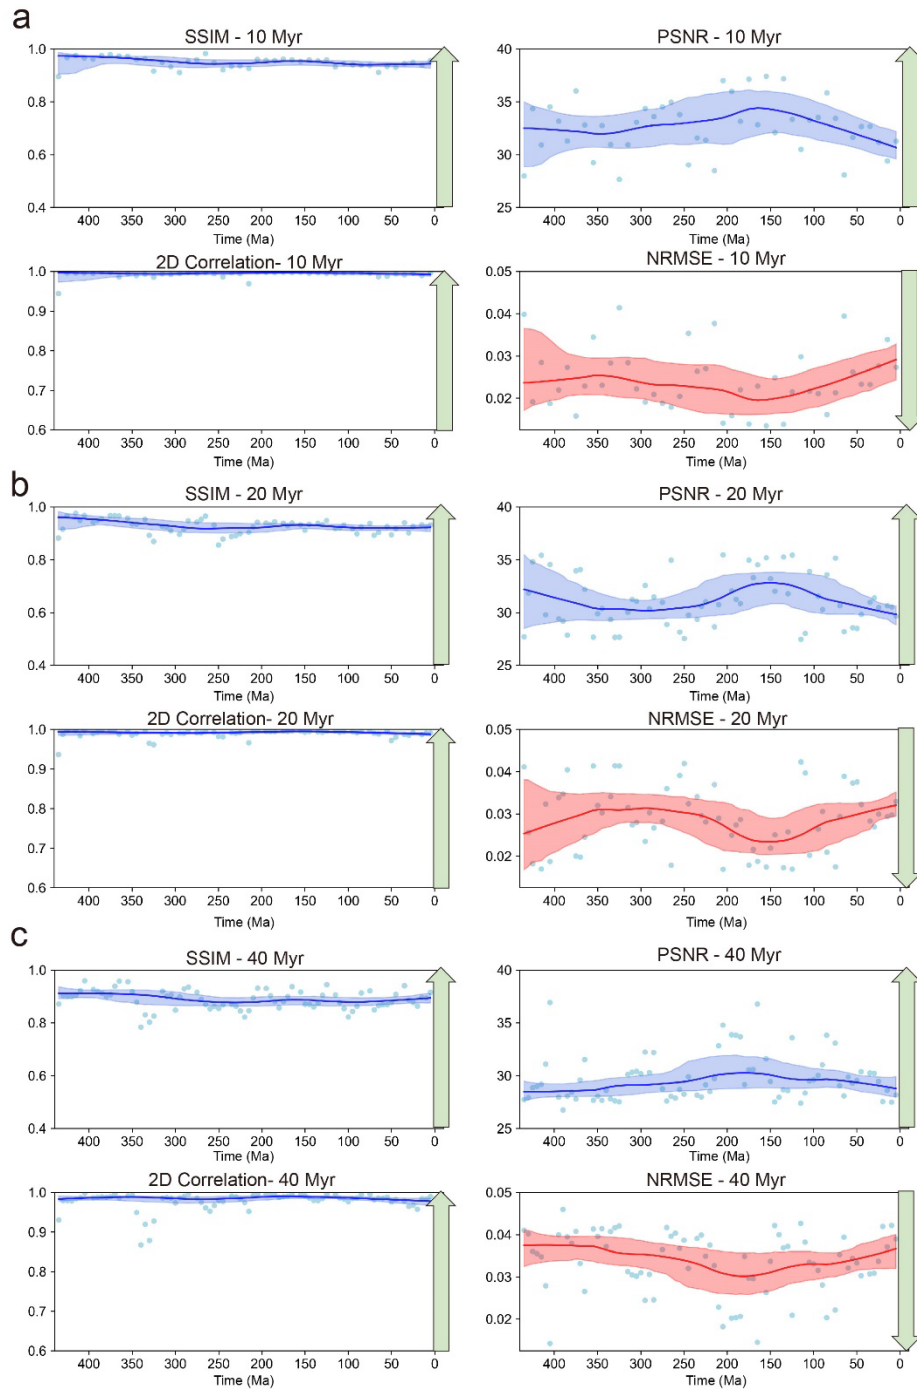 a
SSIM - 10 Myr
PSNR - 10 Myr
1.0
0.8
0.6
0.4
400 350 300 250 200 150 100 50 0
Time (Ma)
40
35
30
25
400 350 300 250 200 150 100 50 0
Time (Ma)
2D Correlation- 10 Myr
NRMSE - 10 Myr
1.0
0.9
0.8
0.7
0.6
400 350 300 250 200 150 100 50 0
Time (Ma)
0.05
0.04
0.03
0.02
400 350 300 250 200 150 100 50 0
Time (Ma)
b
SSIM - 20 Myr
PSNR - 20 Myr
1.0
0.8
0.6
0.4
400 350 300 250 200 150 100 50 0
Time (Ma)
40
35
30
25
400 350 300 250 200 150 100 50 0
Time (Ma)
2D Correlation- 20 Myr
NRMSE - 20 Myr
1.0
0.9
0.8
0.7
0.6
400 350 300 250 200 150 100 50 0
Time (Ma)
0.05
0.04
0.03
0.02
400 350 300 250 200 150 100 50 0
Time (Ma)
c
SSIM - 40 Myr
PSNR - 40 Myr
1.0
0.8
0.6
0.4
400 350 300 250 200 150 100 50 0
Time (Ma)
40
35
30
25
400 350 300 250 200 150 100 50 0
Time (Ma)
2D Correlation- 40 Myr
NRMSE - 40 Myr
1.0
0.9
0.8
0.7
0.6
400 350 300 250 200 150 100 50 0
Time (Ma)
0.05
0.04
0.03
0.02
400 350 300 250 200 150 100 50 0
Time (Ma)